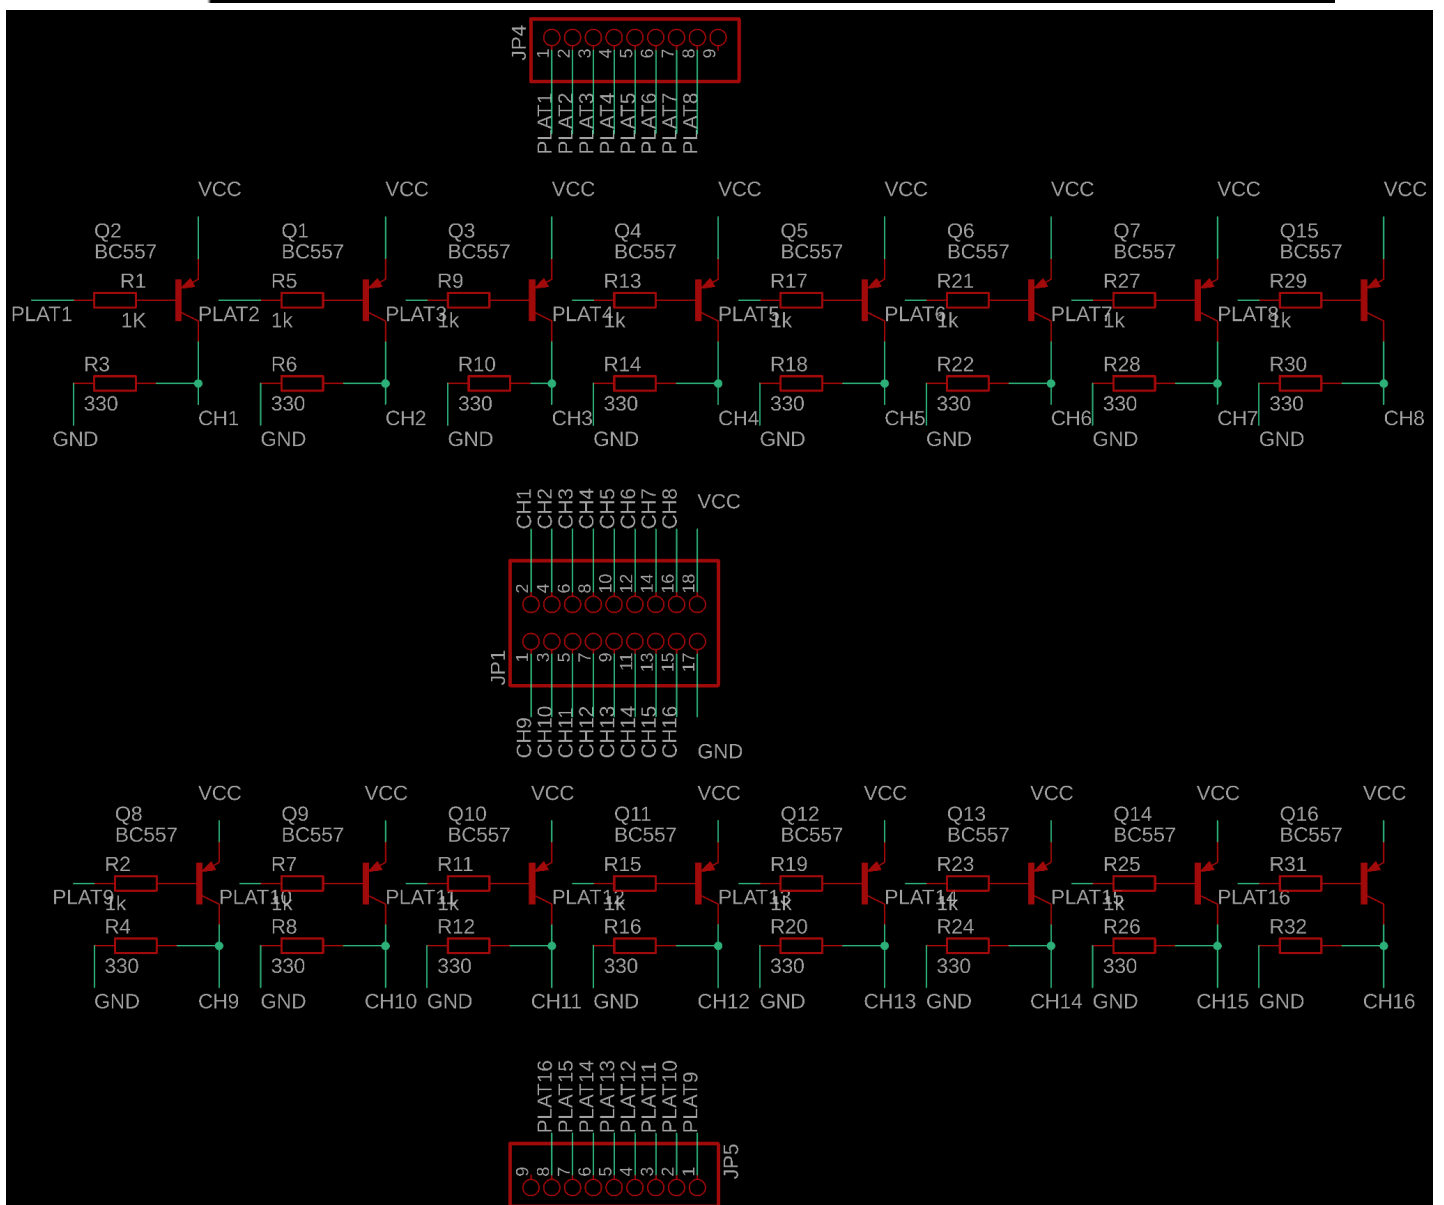 JP4
1 2 3 4 5 6 7 8 9
PLAT1 PLAT2 PLAT3 PLAT4 PLAT5 PLAT6 PLAT7 PLAT8
VCC VCC VCC VCC VCC VCC VCC VCC
Q2 Q1 Q3 Q4 Q5 Q6 Q7 Q15
BC557 BC557 BC557 BC557 BC557 BC557 BC557 BC557
R1 R5 R9 R13 R17 R21 R27 R29
PLAT1 1K PLAT2 1k PLAT3 1k PLAT4 1k PLAT5 1k PLAT6 1k PLAT7 1k PLAT8 1k
R3 R6 R10 R14 R18 R22 R28 R30
330 330 330 330 330 330 330 330
CH1 CH2 CH3 CH4 CH5 CH6 CH7 CH8
GND GND GND GND GND GND GND GND
CH1 CH2 CH3 CH4 CH5 CH6 CH7 CH8 VCC
2 4 6 8 10 12 14 16 18
JP1
1 3 5 7 9 11 13 15 17
CH9 CH10 CH11 CH12 CH13 CH14 CH15 CH16 GND
VCC VCC VCC VCC VCC VCC VCC VCC
Q8 Q9 Q10 Q11 Q12 Q13 Q14 Q16
BC557 BC557 BC557 BC557 BC557 BC557 BC557 BC557
R2 R7 R11 R15 R19 R23 R25 R31
PLAT9 1k PLAT10 1k PLAT11 1k PLAT12 1k PLAT13 1k PLAT14 1k PLAT15 1k PLAT16
R4 R8 R12 R16 R20 R24 R26 R32
330 330 330 330 330 330 330
GND CH9 GND CH10 GND CH11 GND CH12 GND CH13 GND CH14 GND CH15 GND CH16
PLAT16 PLAT15 PLAT14 PLAT13 PLAT12 PLAT11 PLAT10 PLAT9
JP5
9 8 7 6 5 4 3 2 1